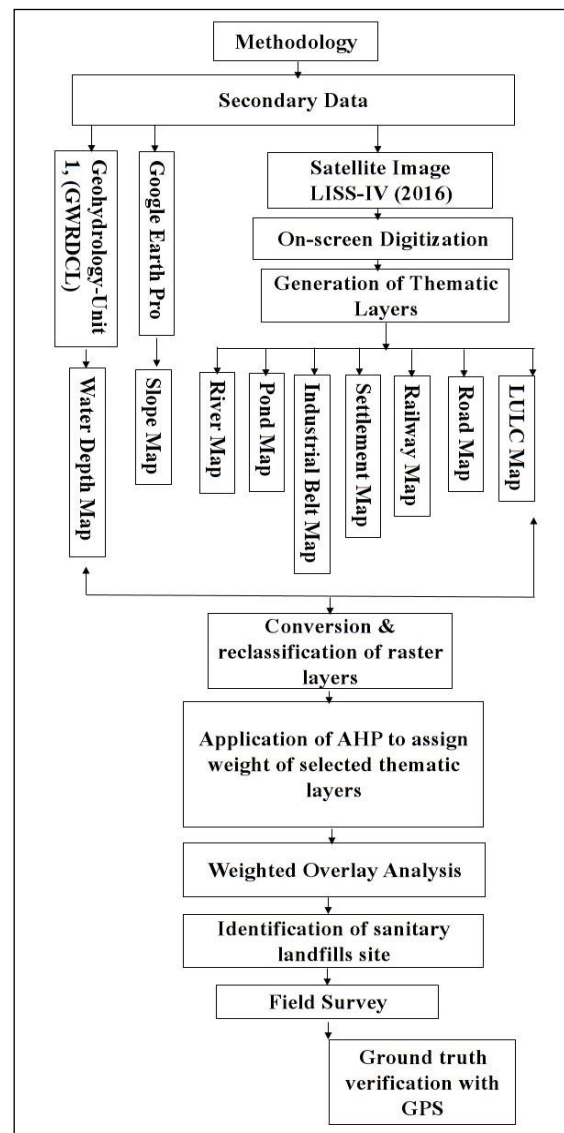 Methodology
Secondary Data
Geohydrology-Unit
1, (GWRDCL)
Google Earth Pro
Satellite Image
LISS-IV (2016)
On-screen Digitization
Generation of Thematic
Layers
Water Depth Map
Slope Map
River Map
Pond Map
Industrial Belt Map
Settlement Map
Railway Map
Road Map
LULC Map
Conversion &
reclassification of raster
layers
Application of AHP to assign
weight of selected thematic
layers
Weighted Overlay Analysis
Identification of sanitary
landfills site
Field Survey
Ground truth
verification with
GPS